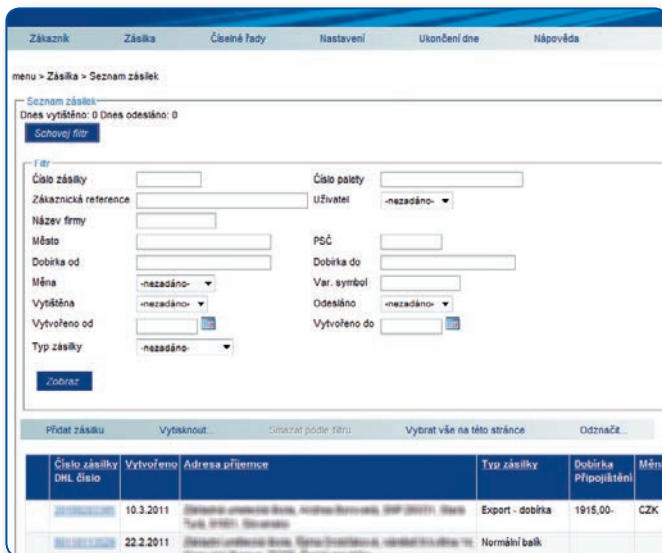 Zákazník Zásilka Číselné řady Nastavení Ukončení dne Nápověda
menu > Zásilka > Seznam zásilek
Seznam zásilek
Dnes vytištěno: 0 Dnes odesláno: 0
Schovej filtr
Filtr
Číslo zásilky Číslo palety
Zákaznická reference Uživatel -nezadáno-
Název firmy
Město PSČ
Dobírka od Dobírka do
Měna -nezadáno- Var. symbol
Vytištěna -nezadáno- Odesláno -nezadáno-
Vytvořeno od Vytvořeno do
Typ zásilky -nezadáno-
Zobraz
Přidat zásilku Vytisknout... Smazat podle filtru Vybrat vše na této stránce Odznačit...
Číslo zásilky Vytvořeno Adresa příjemce Typ zásilky Dobírka Měna
DHL číslo Připojištění
10.3.2011 Export - dobírka 1915,00- CZK
22.2.2011 Normální balík